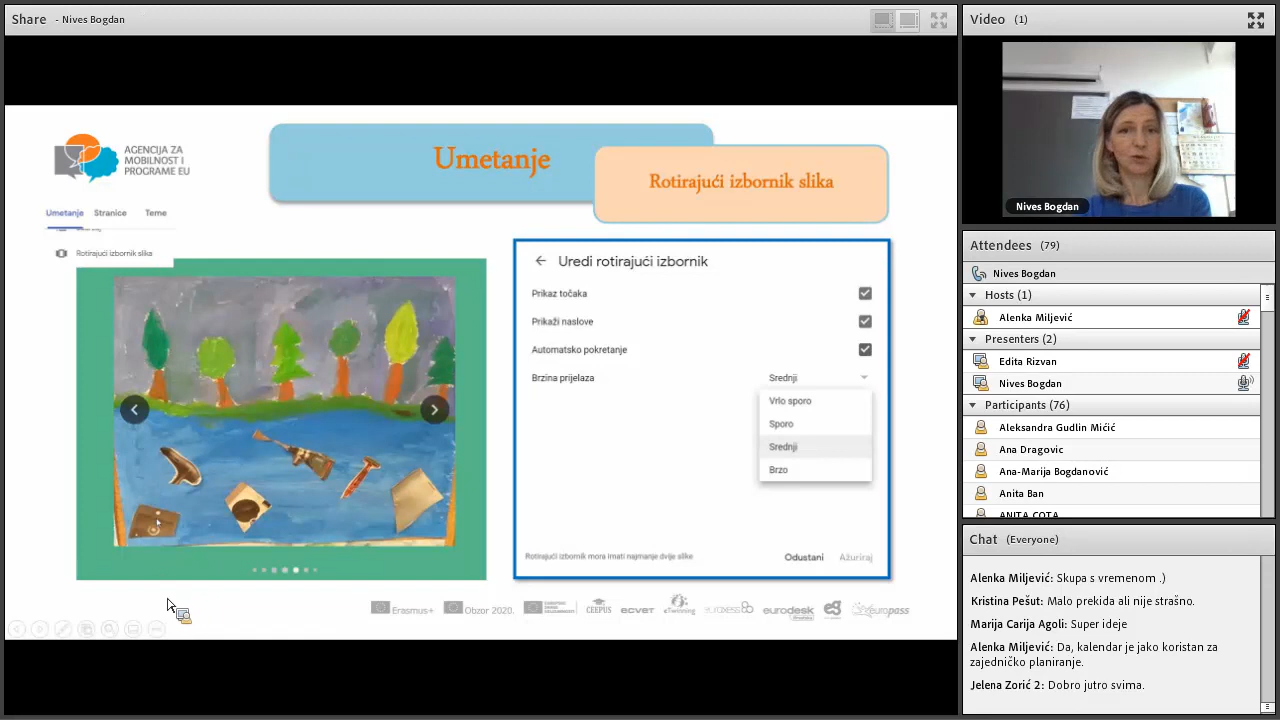 Share - Nives Bogdan
AGENCIJA ZA
MOBILNOST I
PROGRAME EU
Umetanje
Rotirajući izbornik slika
Umetanje Stranice Teme
Rotirajući izbornik slika
Uredi rotirajući izbornik
Prikaz točaka
Prikaži naslove
Automatsko pokretanje
Brzina prijelaza Srednji
Vrlo sporo
Sporo
Srednji
Brzo
Rotirajući izbornik mora imati najmanje dvije slike
Odustani Ažuriraj
Erasmus+ Obzor 2020. CEEPUS ECVET eTwinning euraxess eurodesk europass
Video (1)
Nives Bogdan
Attendees (79)
Nives Bogdan
Hosts (1)
Alenka Miljević
Presenters (2)
Edita Rizvan
Nives Bogdan
Participants (76)
Aleksandra Gudlin Mićić
Ana Dragovic
Ana-Marija Bogdanović
Anita Ban
ANITA COTA
Chat (Everyone)
Alenka Miljević: Skupa s vremenom .)
Kristina Pešut: Malo prekida ali nije strašno.
Marija Carija Agoli: Super ideje
Alenka Miljević: Da, kalendar je jako koristan za
zajedničko planiranje.
Jelena Zorić 2: Dobro jutro svima.